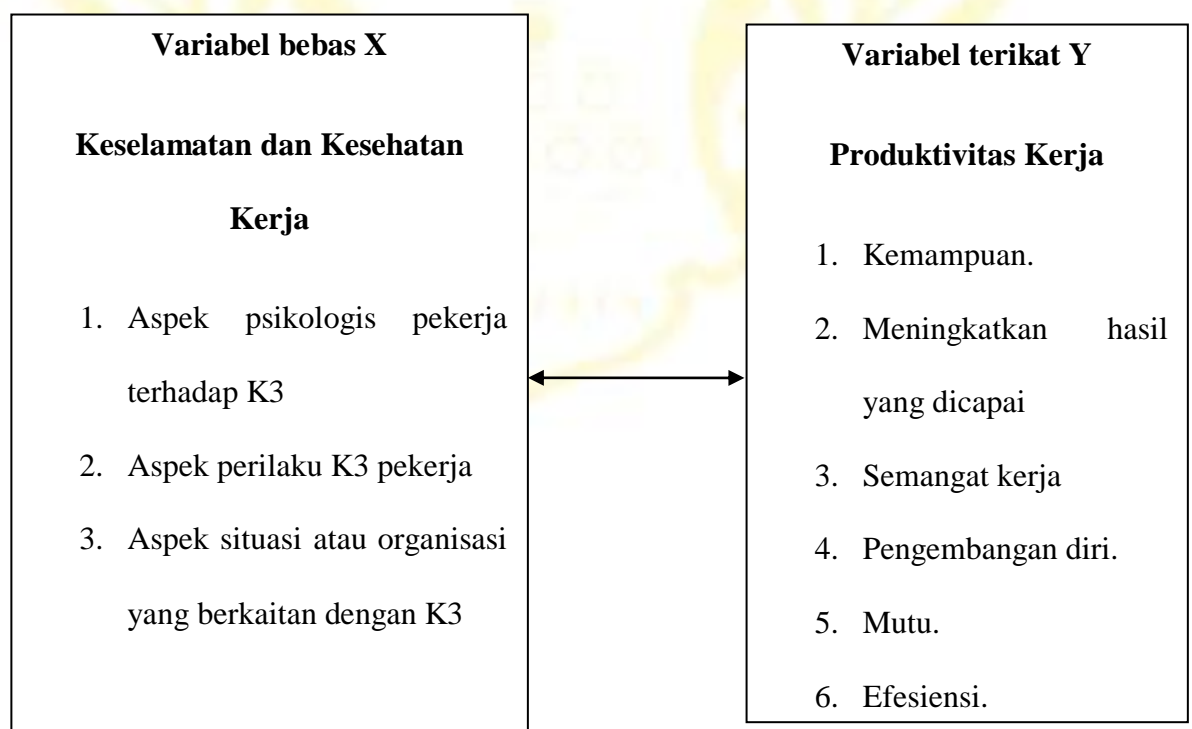 Variabel bebas X
Keselamatan dan Kesehatan
Kerja
1. Aspek psikologis pekerja
terhadap K3
2. Aspek perilaku K3 pekerja
3. Aspek situasi atau organisasi
yang berkaitan dengan K3
Variabel terikat Y
Produktivitas Kerja
1. Kemampuan.
2. Meningkatkan hasil
yang dicapai
3. Semangat kerja
4. Pengembangan diri.
5. Mutu.
6. Efesiensi.